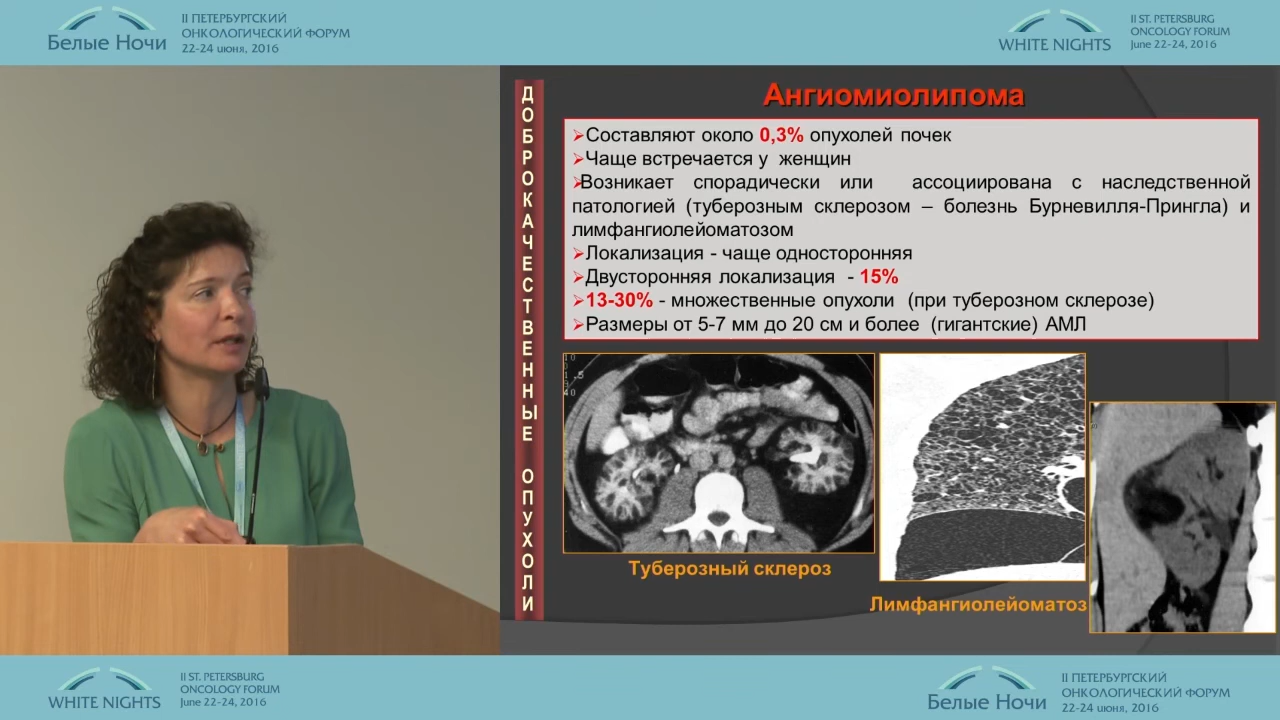 Белые Ночи
II ПЕТЕРБУРГСКИЙ
ОНКОЛОГИЧЕСКИЙ ФОРУМ
22-24 июня, 2016
WHITE NIGHTS
II ST. PETERSBURG
ONCOLOGY FORUM
June 22-24, 2016
ДОБРОКАЧЕСТВЕННЫЕ ОПУХОЛИ
Ангиомиолипома
Составляют около 0,3% опухолей почек
Чаще встречается у женщин
Возникает спорадически или ассоциирована с наследственной
патологией (туберозным склерозом – болезнь Бурневилля-Прингла) и
лимфангиолейоматозом
Локализация - чаще односторонняя
Двусторонняя локализация - 15%
13-30% - множественные опухоли (при туберозном склерозе)
Размеры от 5-7 мм до 20 см и более (гигантские) АМЛ
Туберозный склероз
Лимфангиолейоматоз
WHITE NIGHTS
II ST. PETERSBURG
ONCOLOGY FORUM
June 22-24, 2016
Белые Ночи
II ПЕТЕРБУРГСКИЙ
ОНКОЛОГИЧЕСКИЙ ФОРУМ
22-24 июня, 2016